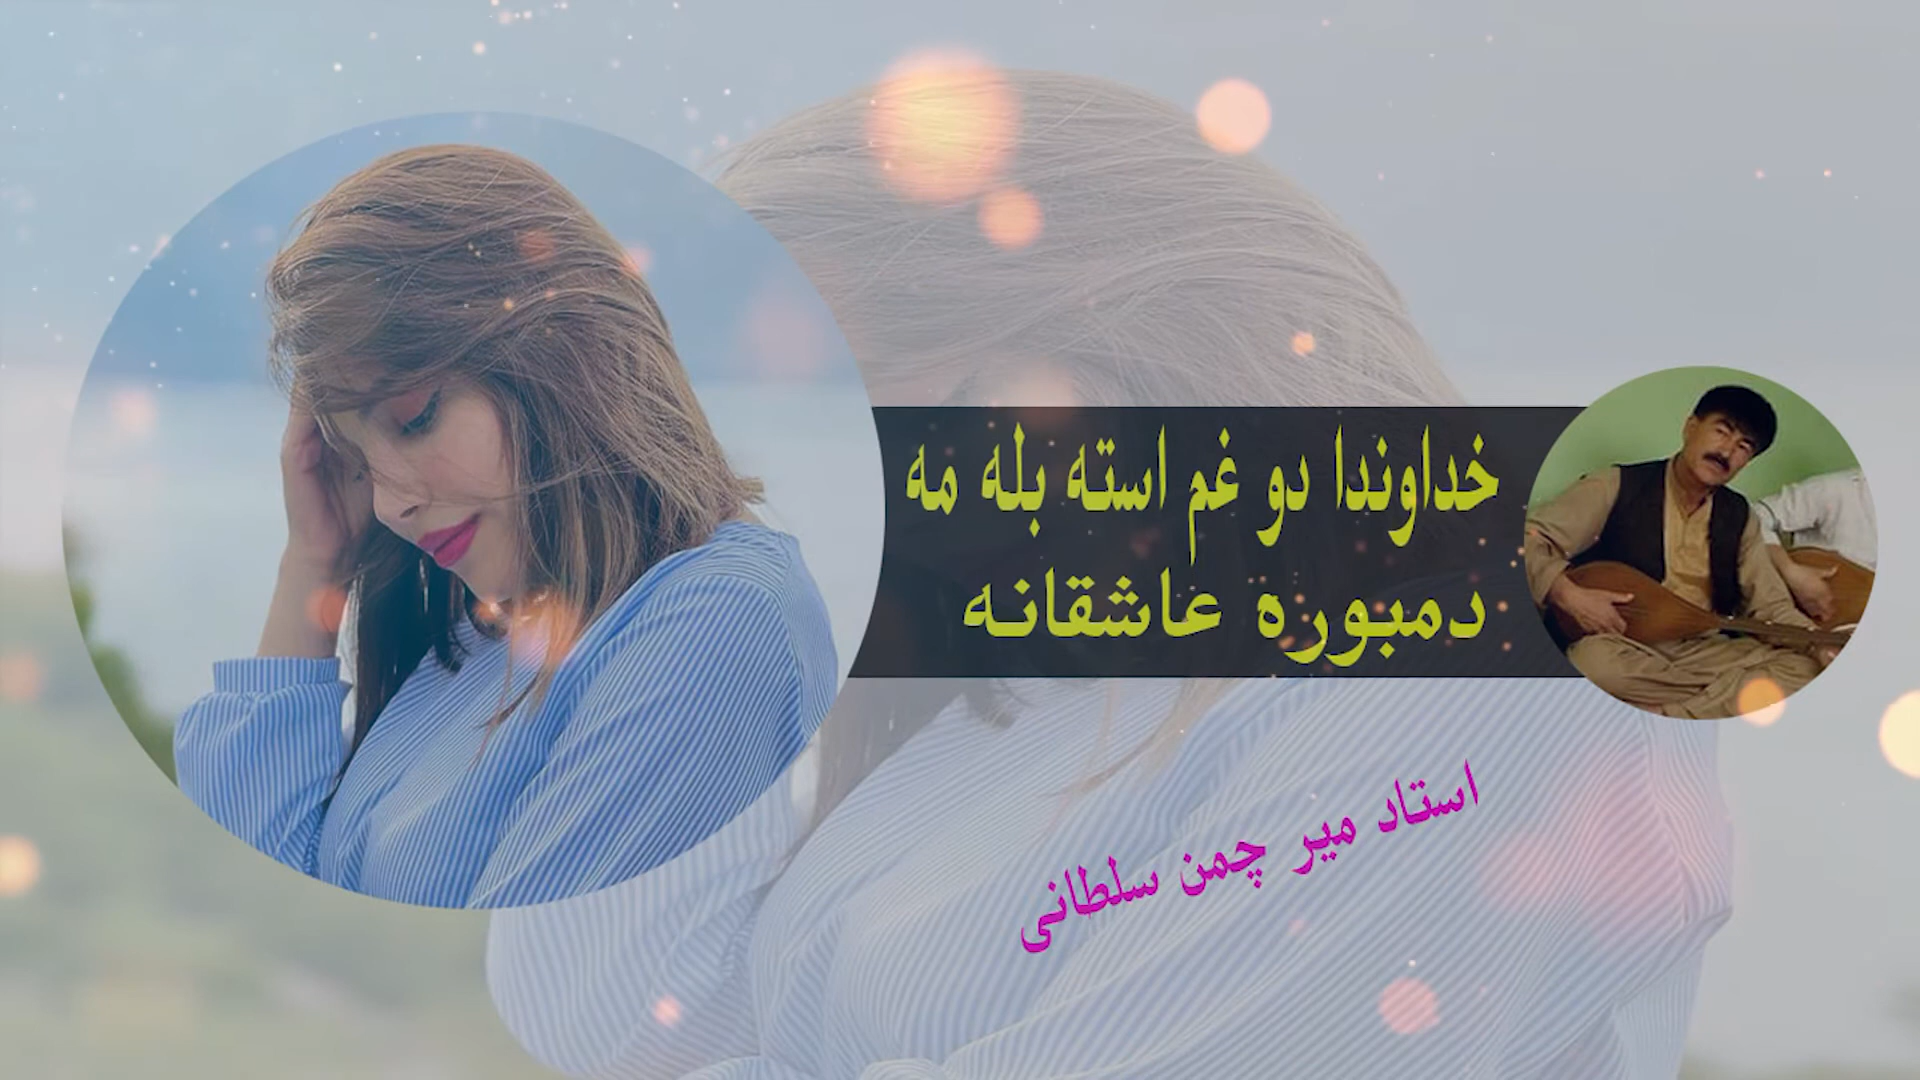 خداوندا دو غم استه بله مه
دمبوره عاشقانه
استاد میر چمن سلطانی